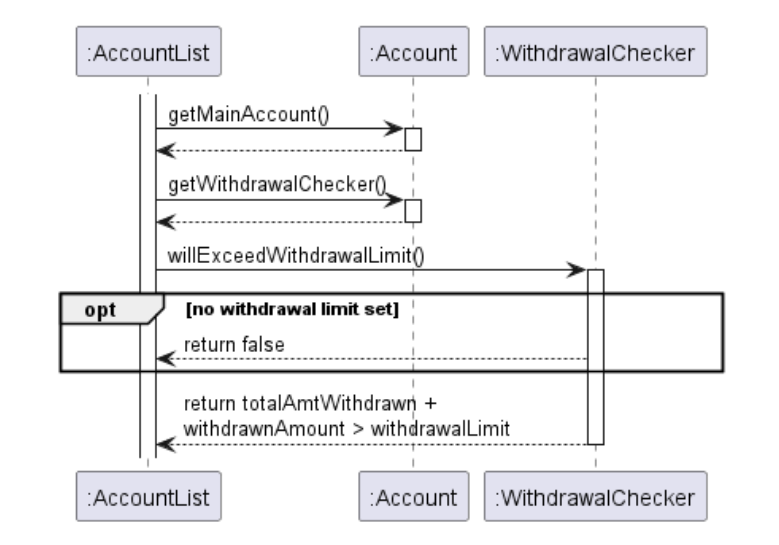 :AccountList :Account :WithdrawalChecker
getMainAccount()
getWithdrawalChecker()
willExceedWithdrawalLimit()
opt [no withdrawal limit set]
return false
return totalAmtWithdrawn +
withdrawnAmount > withdrawalLimit
:AccountList :Account :WithdrawalChecker